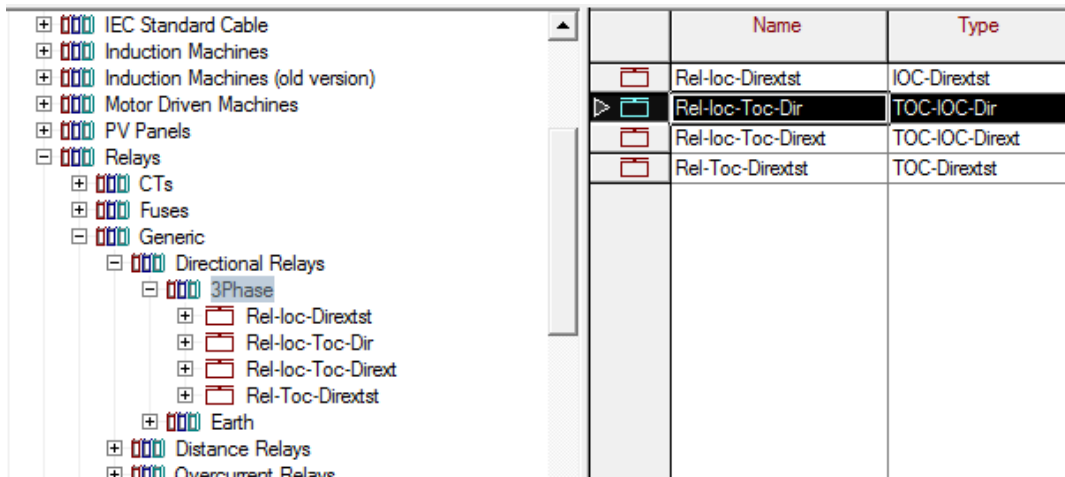 IEC Standard Cable
Induction Machines
Induction Machines (old version)
Motor Driven Machines
PV Panels
Relays
CTs
Fuses
Generic
Directional Relays
3Phase
Rel-Ioc-Dirextst
Rel-Ioc-Toc-Dir
Rel-Ioc-Toc-Dirext
Rel-Toc-Dirextst
Earth
Distance Relays
Overcurrent Relays
Name Type
Rel-Ioc-Dirextst IOC-Dirextst
Rel-Ioc-Toc-Dir TOC-IOC-Dir
Rel-Ioc-Toc-Dirext TOC-IOC-Dirext
Rel-Toc-Dirextst TOC-Dirextst